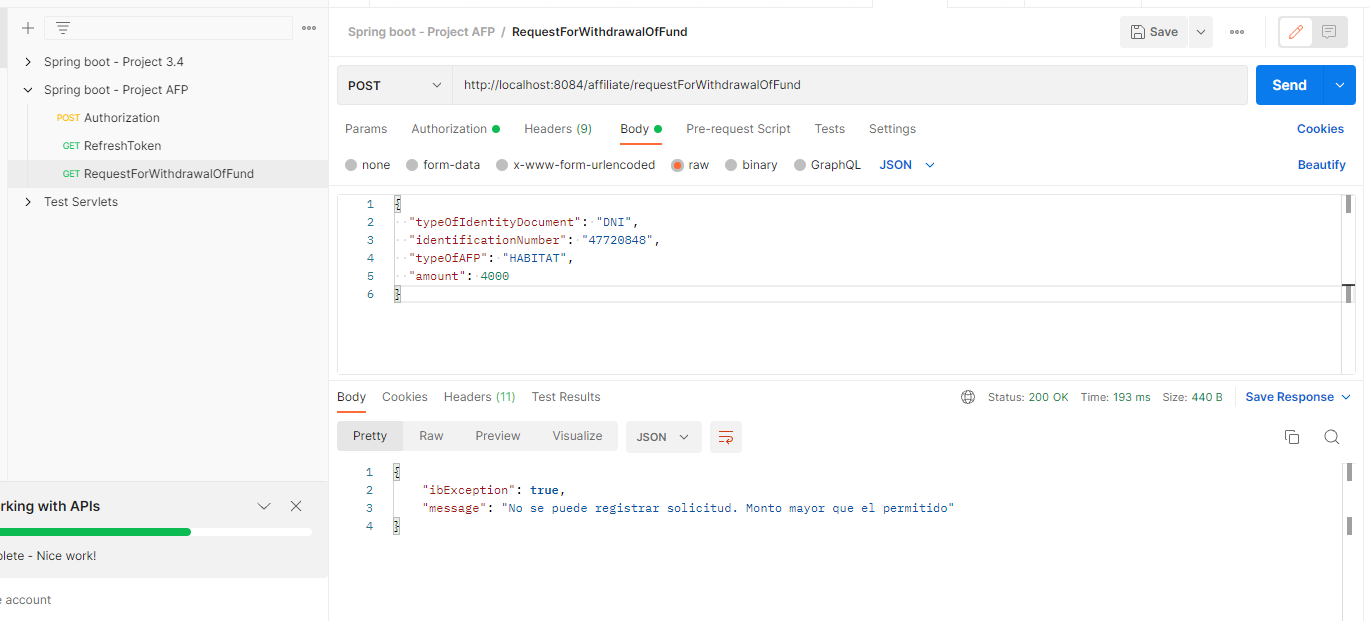 Spring boot - Project 3.4
Spring boot - Project AFP
POST Authorization
GET RefreshToken
GET RequestForWithdrawalOfFund
Test Servlets
rking with APIs
plete - Nice work!
e account
Spring boot - Project AFP / RequestForWithdrawalOfFund
Save
POST http://localhost:8084/affiliate/requestForWithdrawalOfFund Send
Params Authorization Headers (9) Body Pre-request Script Tests Settings Cookies
none form-data x-www-form-urlencoded raw binary GraphQL JSON Beautify
1 {
2 "typeOfIdentityDocument": "DNI",
3 "identificationNumber": "47720848",
4 "typeOfAFP": "HABITAT",
5 "amount": 4000
6 }
Body Cookies Headers (11) Test Results Status: 200 OK Time: 193 ms Size: 440 B Save Response
Pretty Raw Preview Visualize JSON
1 {
2 "ibException": true,
3 "message": "No se puede registrar solicitud. Monto mayor que el permitido"
4 }